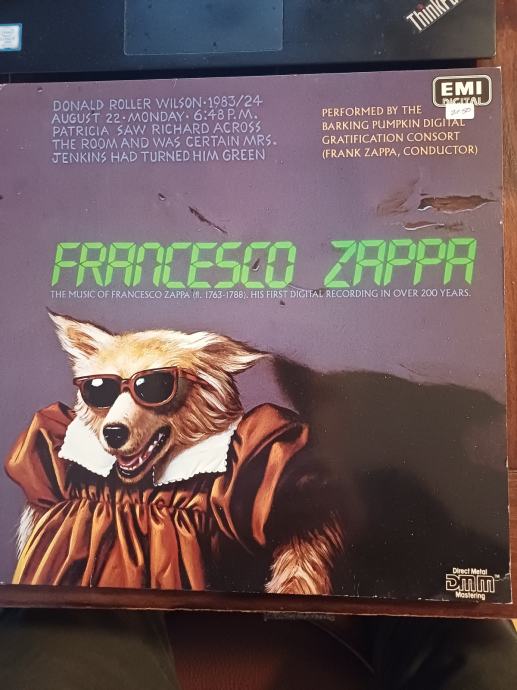 ThinkPad
DONALD ROLLER WILSON·1983/24
AUGUST 22·MONDAY·6:48 P.M.
PATRICIA SAW RICHARD ACROSS
THE ROOM AND WAS CERTAIN MRS.
JENKINS HAD TURNED HIM GREEN
EMI
DIGITAL
PERFORMED BY THE
BARKING PUMPKIN DIGITAL
GRATIFICATION CONSORT
(FRANK ZAPPA, CONDUCTOR)
FRANCESCO ZAPPA
THE MUSIC OF FRANCESCO ZAPPA (fl. 1763-1788). HIS FIRST DIGITAL RECORDING IN OVER 200 YEARS.
Direct Metal
DMM™
Mastering